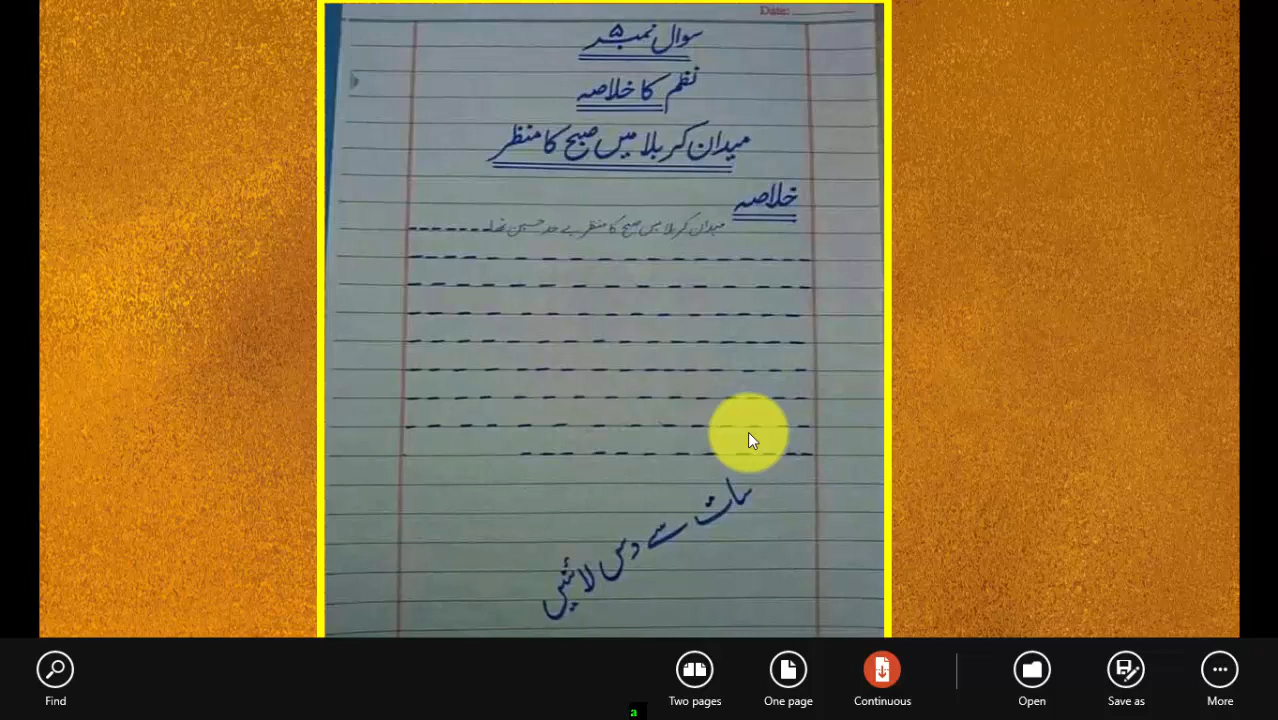 Date:
سوال نمبر ۵
نظم کا خلاصہ
میدان کربلا میں صبح کا منظر
خلاصہ
میدان کربلا میں صبح کا منظر بے حد حسین تھا۔
سات سے دس لائنیں
Find
Two pages
One page
Continuous
Open
Save as
More
a